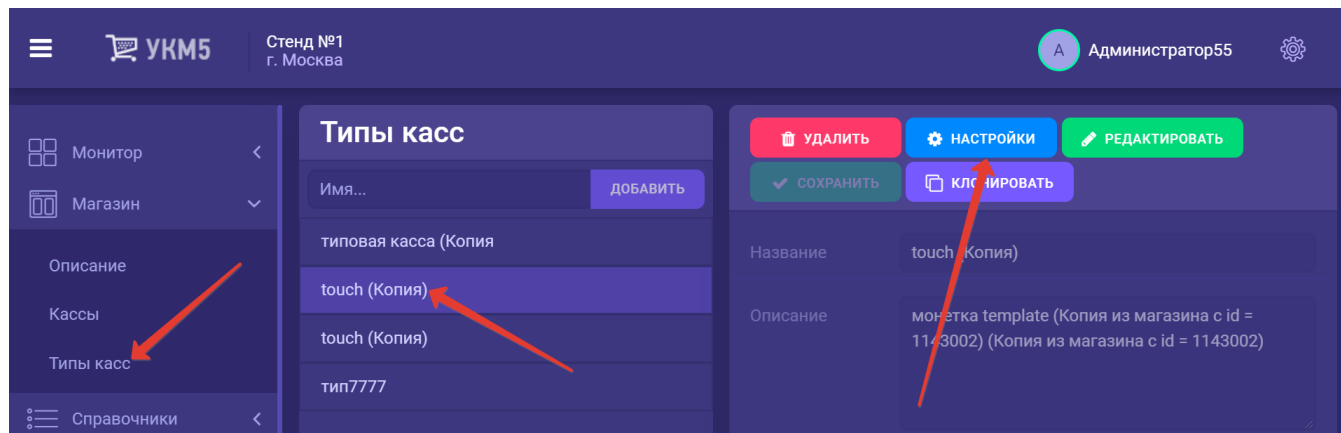 УКМ5
Стенд №1
г. Москва
А
Администратор55
Монитор
Магазин
Описание
Кассы
Типы касс
Справочники
Типы касс
Имя...
ДОБАВИТЬ
типовая касса (Копия
touch (Копия)
touch (Копия)
тип7777
УДАЛИТЬ
НАСТРОЙКИ
РЕДАКТИРОВАТЬ
СОХРАНИТЬ
КЛОНИРОВАТЬ
Название
touch (Копия)
Описание
монетка template (Копия из магазина с id =
1143002) (Копия из магазина с id = 1143002)